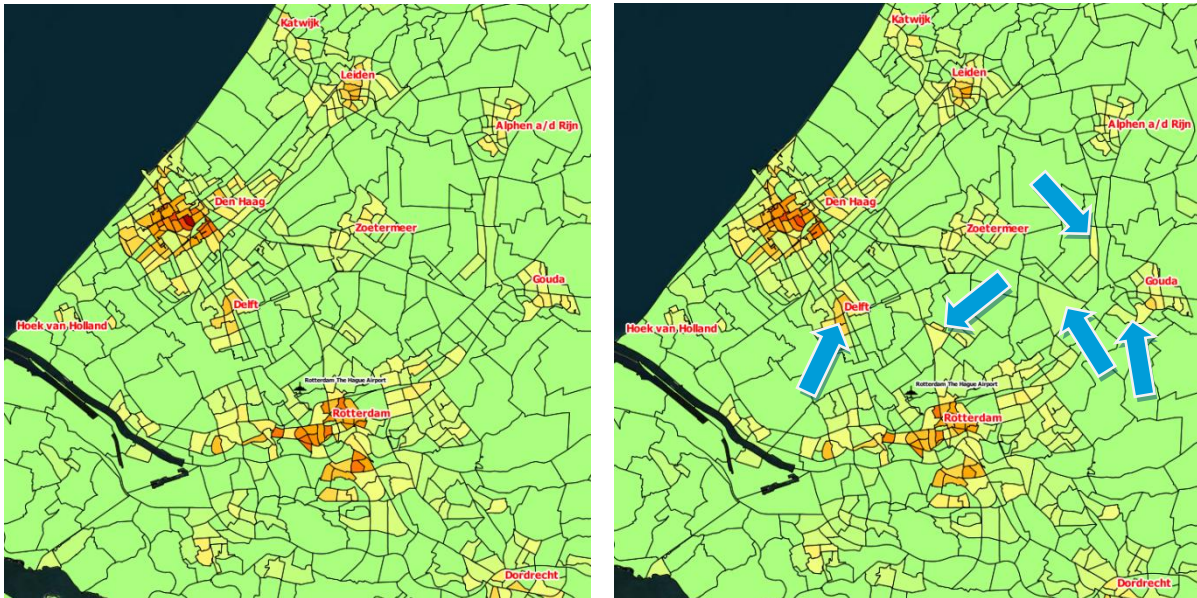 Katwijk
Leiden
Alphen a/d Rijn
Den Haag
Zoetermeer
Gouda
Delft
Hoek van Holland
Rotterdam The Hague Airport
Rotterdam
Dordrecht
Katwijk
Leiden
Alphen a/d Rijn
Den Haag
Zoetermeer
Gouda
Delft
Hoek van Holland
Rotterdam The Hague Airport
Rotterdam
Dordrecht